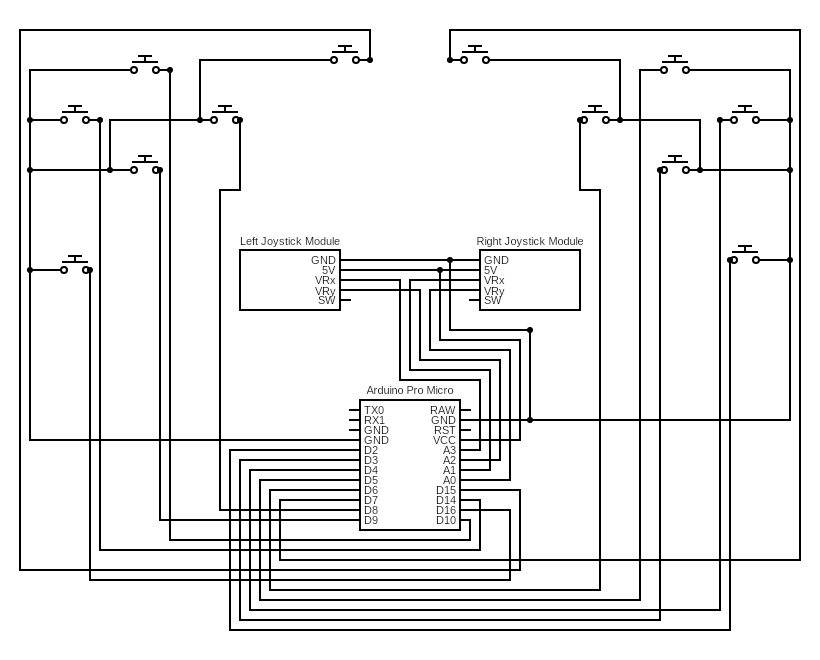 Left Joystick Module
Right Joystick Module
GND
5V
VRx
VRy
SW
GND
5V
VRx
VRy
SW
Arduino Pro Micro
TX0
RX1
GND
GND
D2
D3
D4
D5
D6
D7
D8
D9
RAW
GND
RST
VCC
A3
A2
A1
A0
D15
D14
D16
D10